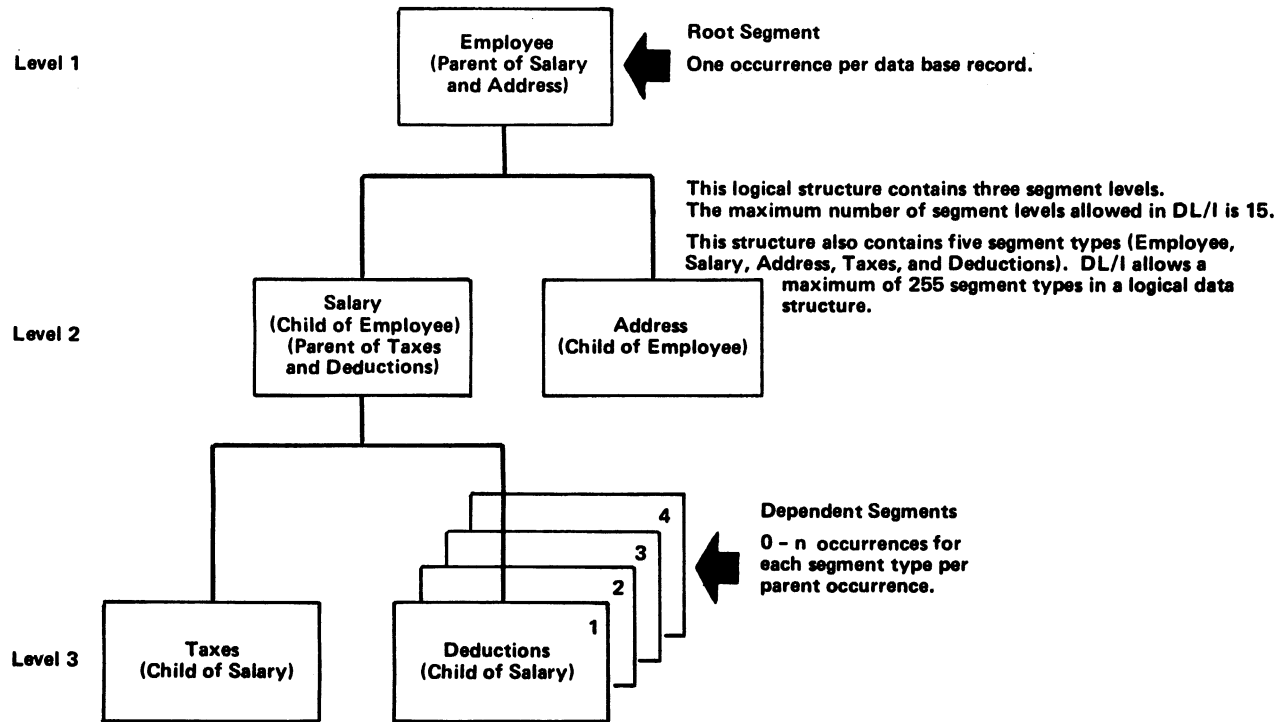 Level 1
Employee
(Parent of Salary
and Address)
Root Segment
One occurrence per data base record.
This logical structure contains three segment levels.
The maximum number of segment levels allowed in DL/I is 15.
This structure also contains five segment types (Employee,
Salary, Address, Taxes, and Deductions). DL/I allows a
maximum of 255 segment types in a logical data
structure.
Level 2
Salary
(Child of Employee)
(Parent of Taxes
and Deductions)
Address
(Child of Employee)
4
3
2
1
Dependent Segments
0 – n occurrences for
each segment type per
parent occurrence.
Level 3
Taxes
(Child of Salary)
Deductions
(Child of Salary)